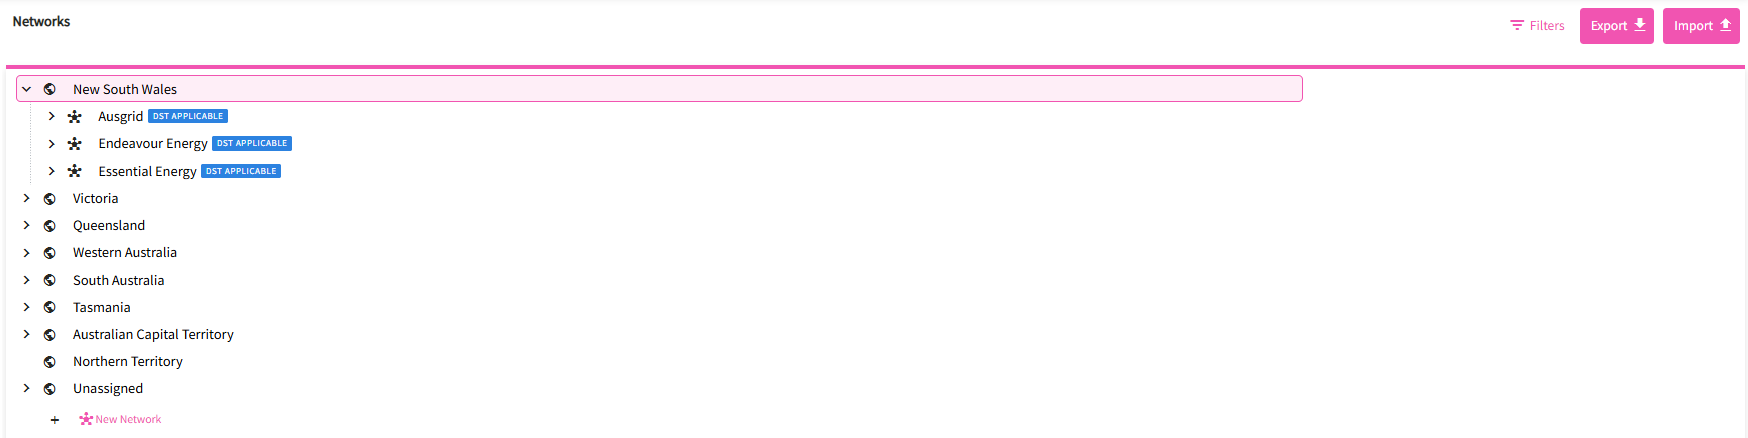 Networks
Filters
Export
Import
New South Wales
Ausgrid DST APPLICABLE
Endeavour Energy DST APPLICABLE
Essential Energy DST APPLICABLE
Victoria
Queensland
Western Australia
South Australia
Tasmania
Australian Capital Territory
Northern Territory
Unassigned
+ New Network